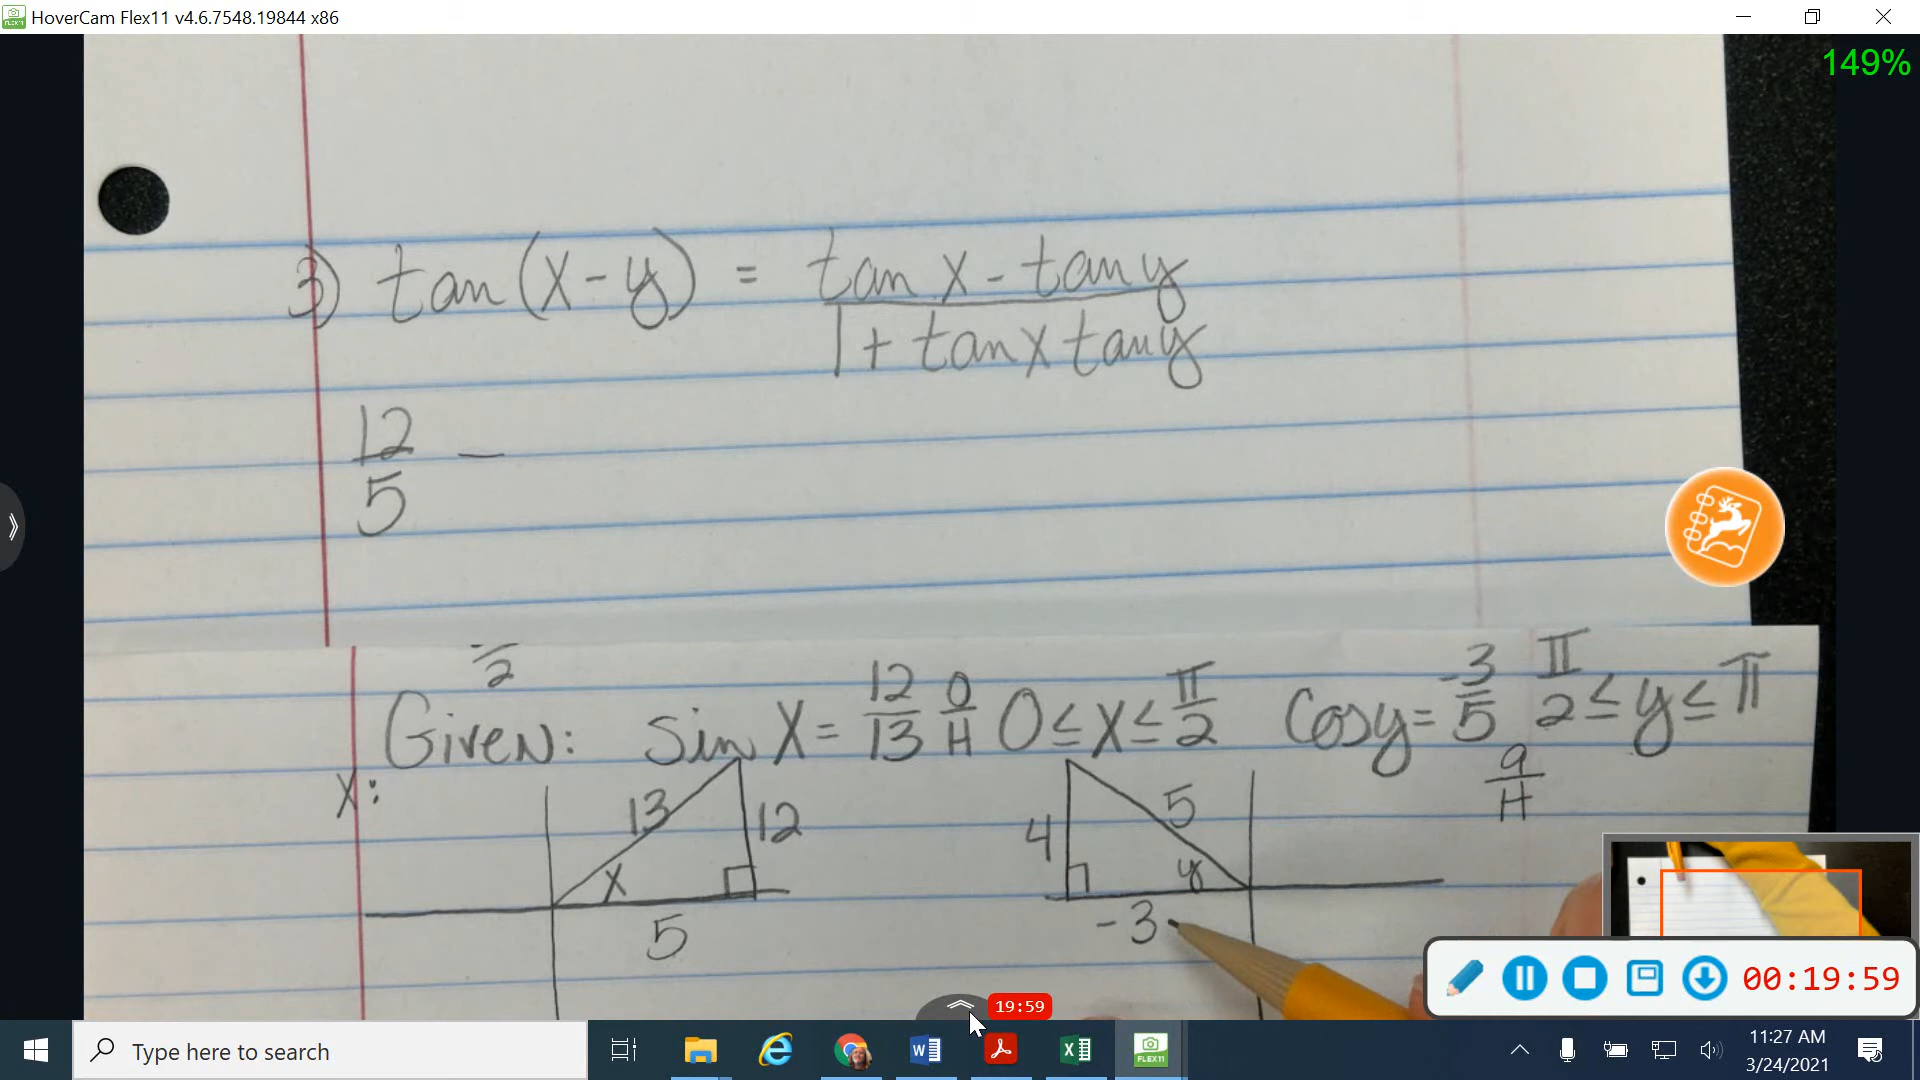 HoverCam Flex11 v4.6.7548.19844 x86
149%
3) tan(x-y) = tan x - tan y
1 + tan x tan y
12 —
5
2
Given: sin X = 12/13 O/H 0 ≤ x ≤ π/2 Cos y = -3/5 π/2 ≤ y ≤ π
a/H
x:
13 12 4 5
x y
5 -3
00:19:59
19:59
Type here to search
FLEX11
11:27 AM
3/24/2021